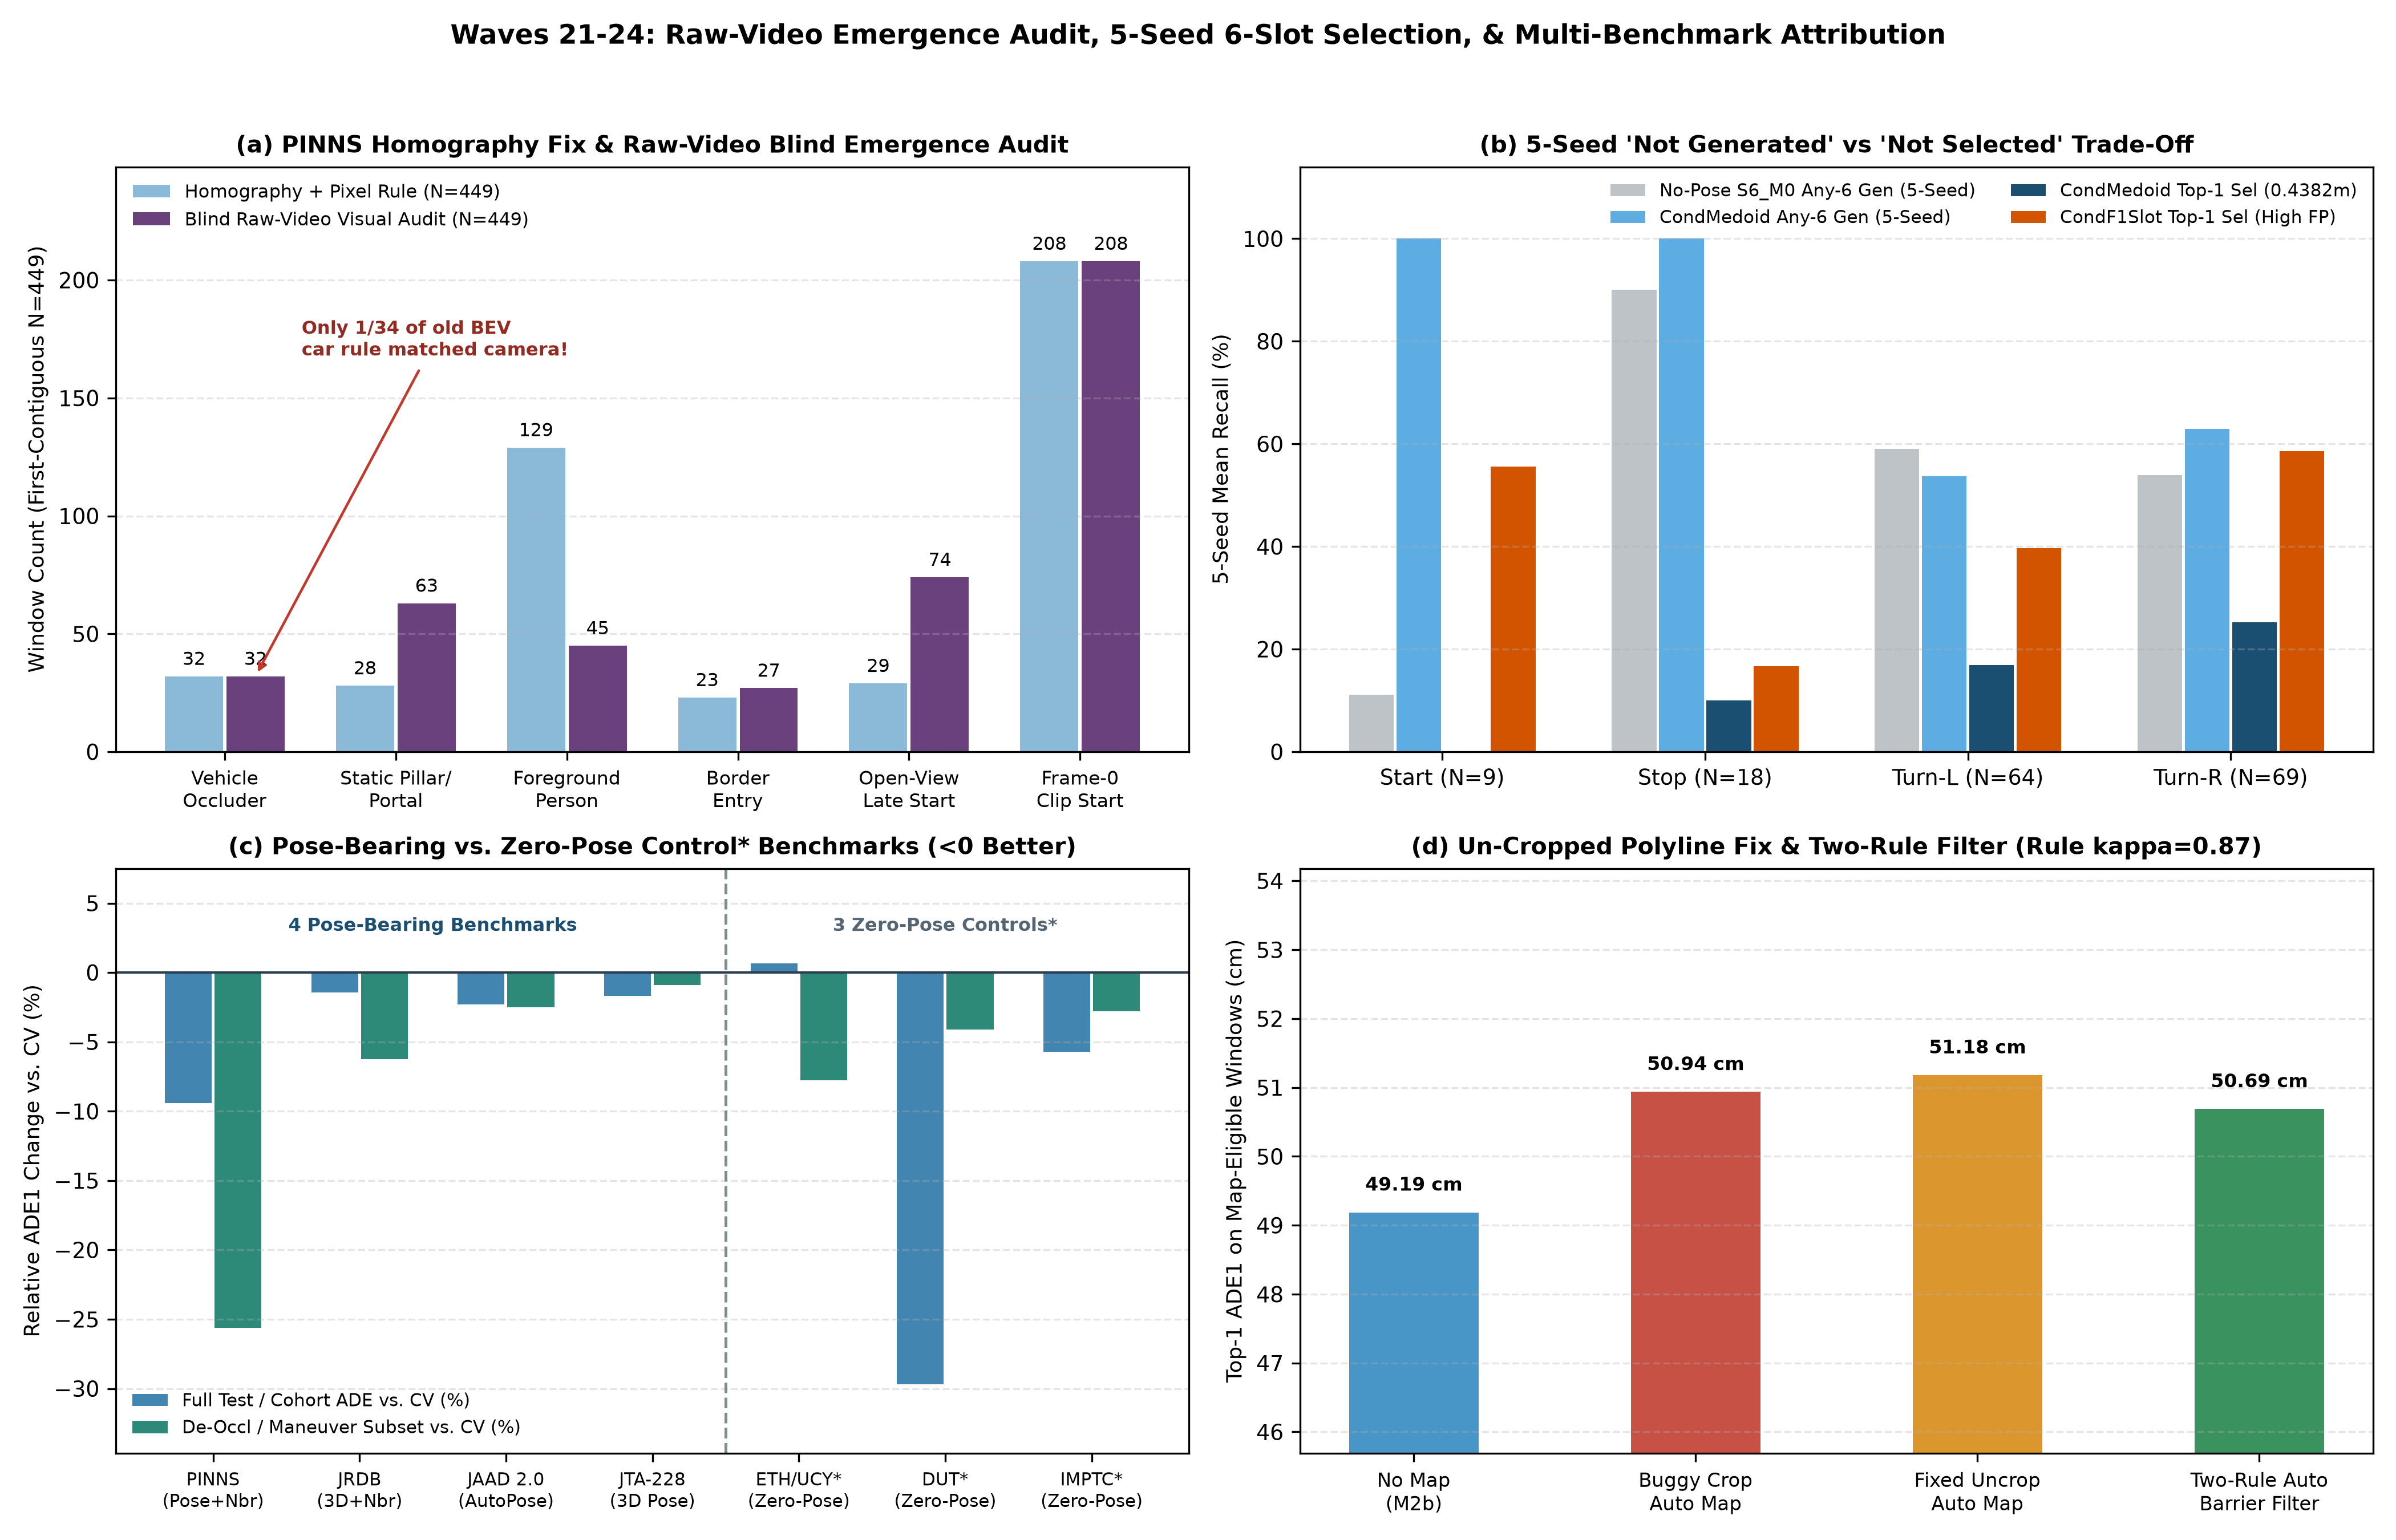 Waves 21-24: Raw-Video Emergence Audit, 5-Seed 6-Slot Selection, & Multi-Benchmark Attribution
(a) PINNS Homography Fix & Raw-Video Blind Emergence Audit
Window Count (First-Contiguous N=449)
200
150
100
50
0
Homography + Pixel Rule (N=449)
Blind Raw-Video Visual Audit (N=449)
Only 1/34 of old BEV
car rule matched camera!
32
32
28
63
129
45
23
27
29
74
208
208
Vehicle
Occluder
Static Pillar/
Portal
Foreground
Person
Border
Entry
Open-View
Late Start
Frame-0
Clip Start
(b) 5-Seed 'Not Generated' vs 'Not Selected' Trade-Off
5-Seed Mean Recall (%)
100
80
60
40
20
0
No-Pose S6_M0 Any-6 Gen (5-Seed)
CondMedoid Any-6 Gen (5-Seed)
CondMedoid Top-1 Sel (0.4382m)
CondF1Slot Top-1 Sel (High FP)
Start (N=9)
Stop (N=18)
Turn-L (N=64)
Turn-R (N=69)
(c) Pose-Bearing vs. Zero-Pose Control* Benchmarks (<0 Better)
Relative ADE1 Change vs. CV (%)
5
0
−5
−10
−15
−20
−25
−30
4 Pose-Bearing Benchmarks
3 Zero-Pose Controls*
Full Test / Cohort ADE vs. CV (%)
De-Occl / Maneuver Subset vs. CV (%)
PINNS
(Pose+Nbr)
JRDB
(3D+Nbr)
JAAD 2.0
(AutoPose)
JTA-228
(3D Pose)
ETH/UCY*
(Zero-Pose)
DUT*
(Zero-Pose)
IMPTC*
(Zero-Pose)
(d) Un-Cropped Polyline Fix & Two-Rule Filter (Rule kappa=0.87)
Top-1 ADE1 on Map-Eligible Windows (cm)
54
53
52
51
50
49
48
47
46
49.19 cm
50.94 cm
51.18 cm
50.69 cm
No Map
(M2b)
Buggy Crop
Auto Map
Fixed Uncrop
Auto Map
Two-Rule Auto
Barrier Filter